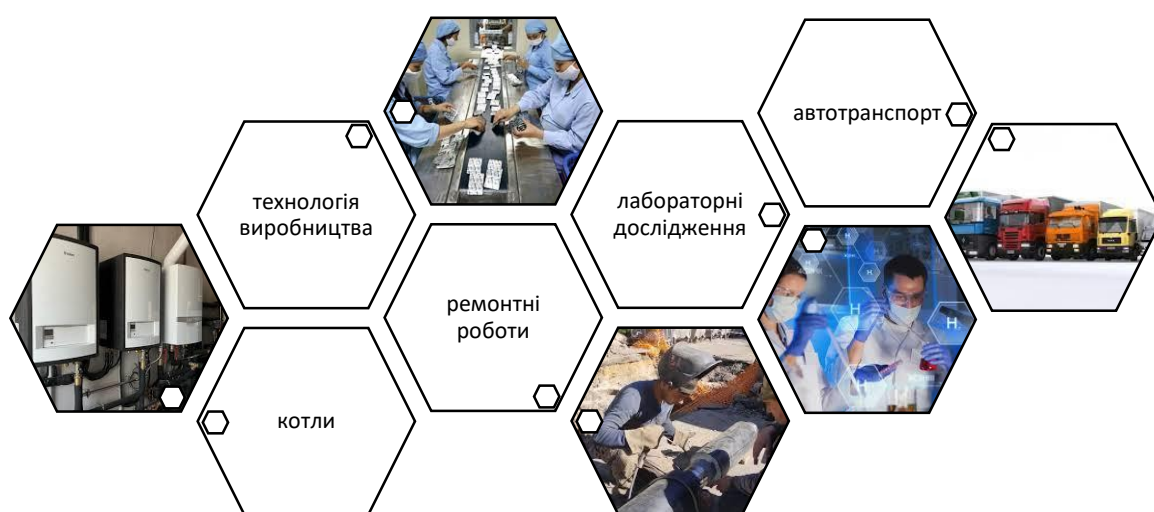 автотранспорт
технологія
виробництва
лабораторні
дослідження
ремонтні
роботи
котли